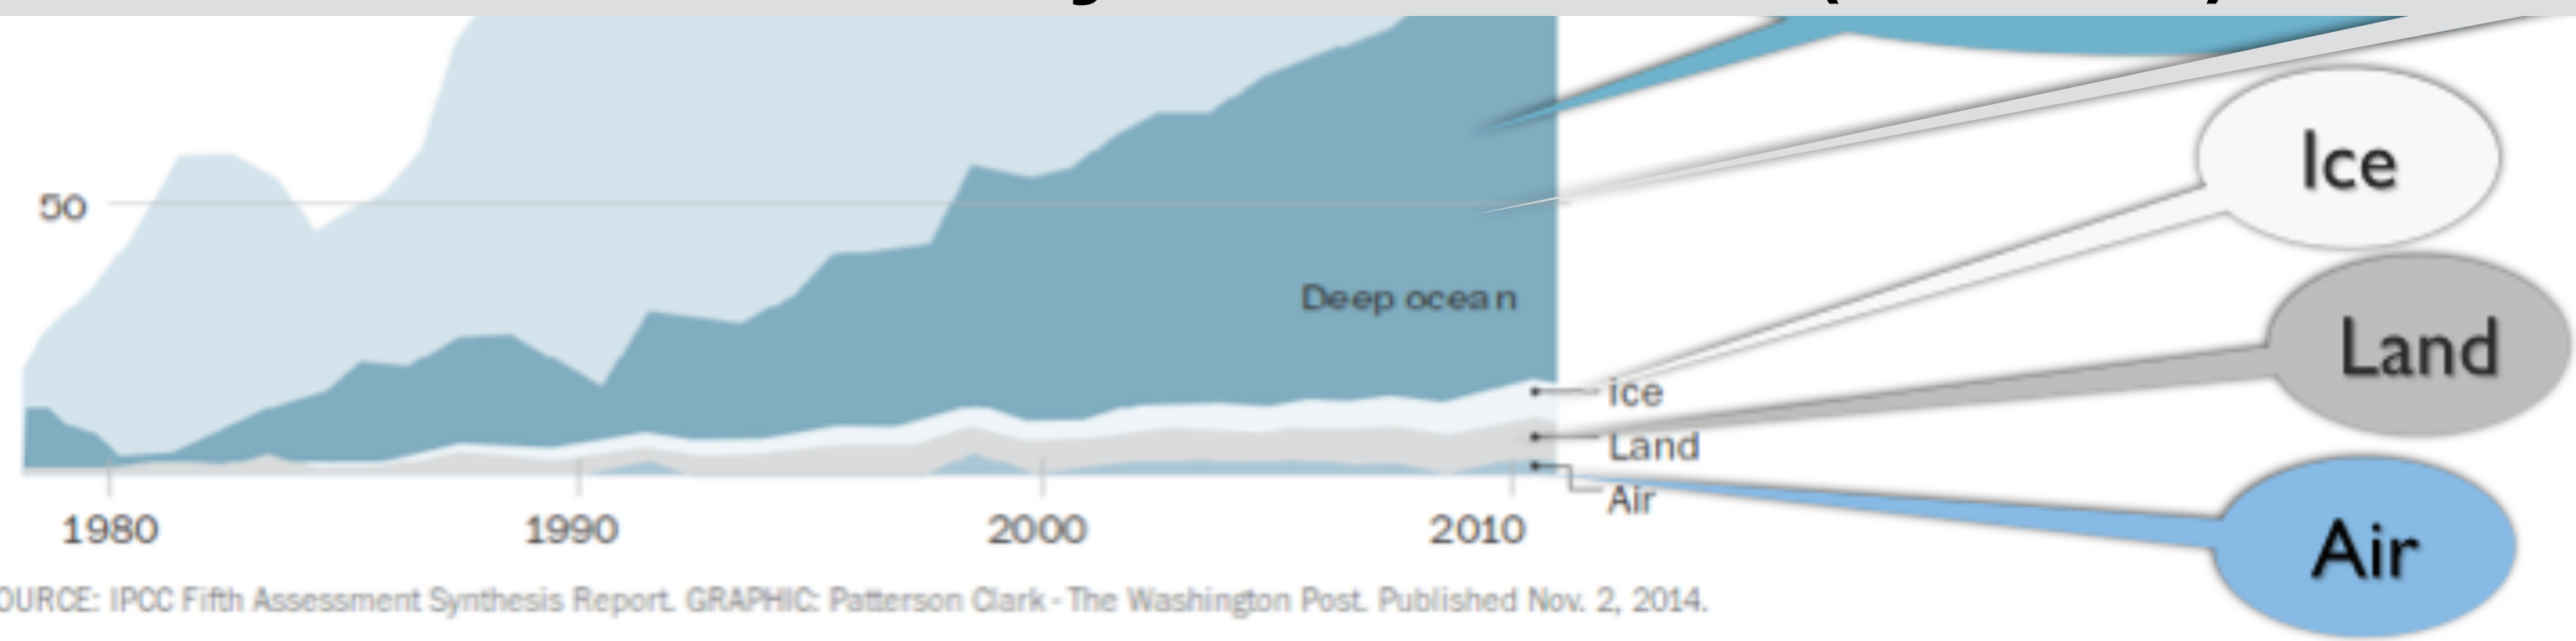 50
Ice
Deep ocean
Land
ice
Land
Air
1980 1990 2000 2010
Air
OURCE: IPCC Fifth Assessment Synthesis Report. GRAPHIC: Patterson Clark - The Washington Post. Published Nov. 2, 2014.